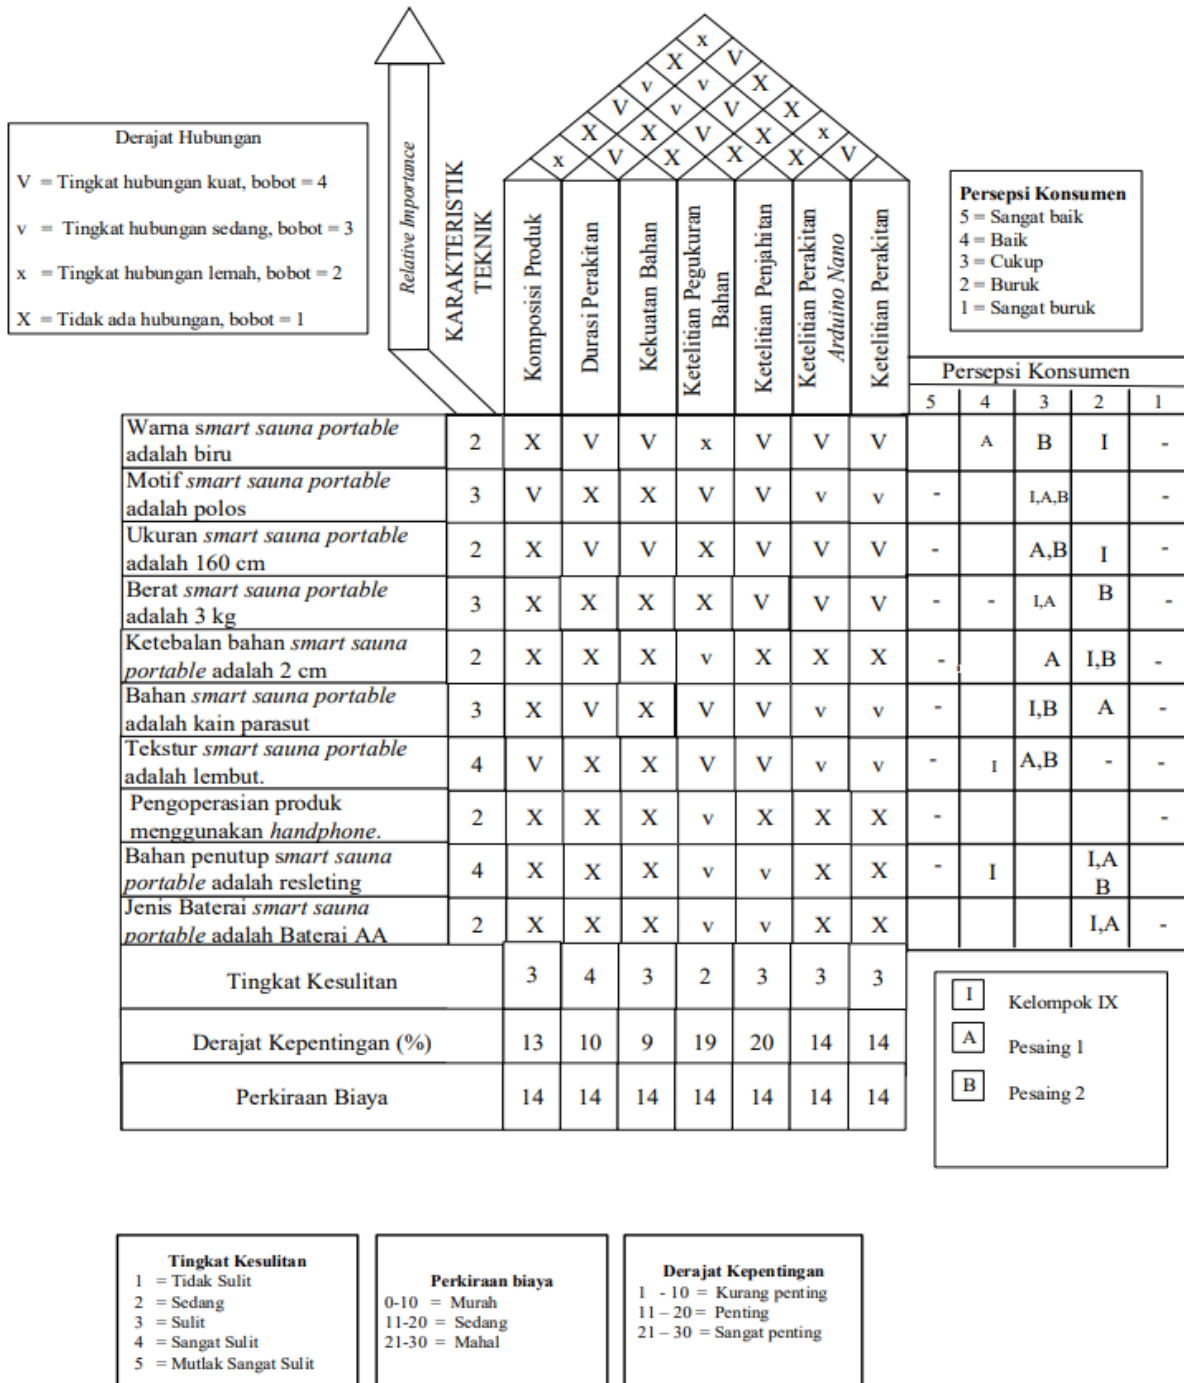 x
X V
v v X
V v V X
X X V X x
x V X X X V
Derajat Hubungan
V = Tingkat hubungan kuat, bobot = 4
v = Tingkat hubungan sedang, bobot = 3
x = Tingkat hubungan lemah, bobot = 2
X = Tidak ada hubungan, bobot = 1
Relative Importance
KARAKTERISTIK
TEKNIK
Komposisi Produk
Durasi Perakitan
Kekuatan Bahan
Ketelitian Pegukuran
Bahan
Ketelitian Penjahitan
Ketelitian Perakitan
Arduino Nano
Ketelitian Perakitan
Persepsi Konsumen
5 = Sangat baik
4 = Baik
3 = Cukup
2 = Buruk
1 = Sangat buruk
Persepsi Konsumen
5 4 3 2 1
Warna smart sauna portable
adalah biru
2 X V V x V V V A B I -
Motif smart sauna portable
adalah polos
3 V X X V V v v - I,A,B -
Ukuran smart sauna portable
adalah 160 cm
2 X V V X V V V - A,B I -
Berat smart sauna portable
adalah 3 kg
3 X X X X V V V - - I,A B -
Ketebalan bahan smart sauna
portable adalah 2 cm
2 X X X v X X X - A I,B -
Bahan smart sauna portable
adalah kain parasut
3 X V X V V v v - I,B A -
Tekstur smart sauna portable
adalah lembut.
4 V X X V V v v - I A,B - -
Pengoperasian produk
menggunakan handphone.
2 X X X v X X X - -
Bahan penutup smart sauna
portable adalah resleting
4 X X X v v X X - I I,A
B
Jenis Baterai smart sauna
portable adalah Baterai AA
2 X X X v v X X I,A -
Tingkat Kesulitan 3 4 3 2 3 3 3
Derajat Kepentingan (%) 13 10 9 19 20 14 14
Perkiraan Biaya 14 14 14 14 14 14 14
I Kelompok IX
A Pesaing 1
B Pesaing 2
Tingkat Kesulitan
1 = Tidak Sulit
2 = Sedang
3 = Sulit
4 = Sangat Sulit
5 = Mutlak Sangat Sulit
Perkiraan biaya
0-10 = Murah
11-20 = Sedang
21-30 = Mahal
Derajat Kepentingan
1 - 10 = Kurang penting
11 – 20 = Penting
21 – 30 = Sangat penting